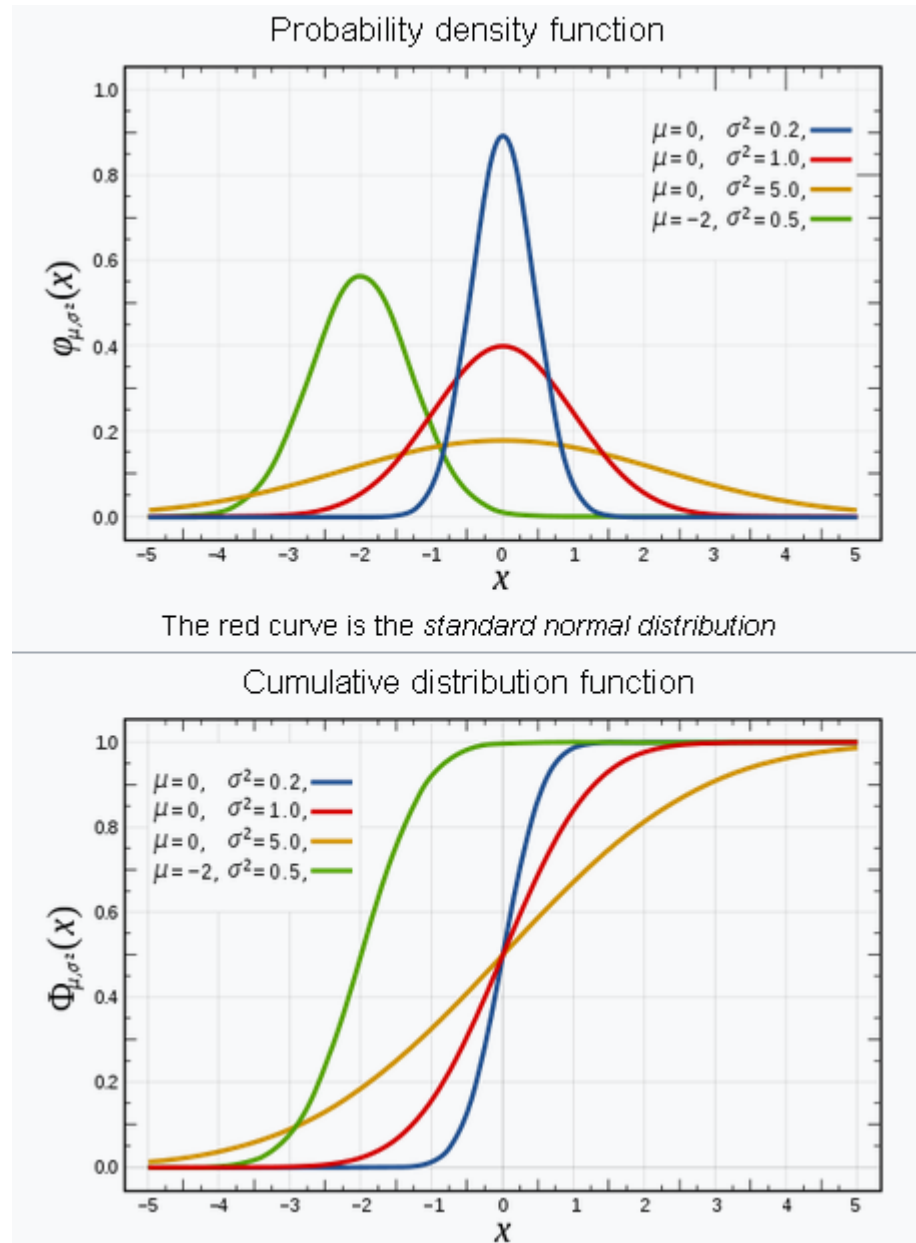 Probability density function
1.0
0.8
0.6
0.4
0.2
0.0
φμ,σ²(x)
μ=0, σ²=0.2,
μ=0, σ²=1.0,
μ=0, σ²=5.0,
μ=−2, σ²=0.5,
−5 −4 −3 −2 −1 0 1 2 3 4 5
x
The red curve is the standard normal distribution
Cumulative distribution function
1.0
0.8
0.6
0.4
0.2
0.0
Φμ,σ²(x)
μ=0, σ²=0.2,
μ=0, σ²=1.0,
μ=0, σ²=5.0,
μ=−2, σ²=0.5,
−5 −4 −3 −2 −1 0 1 2 3 4 5
x